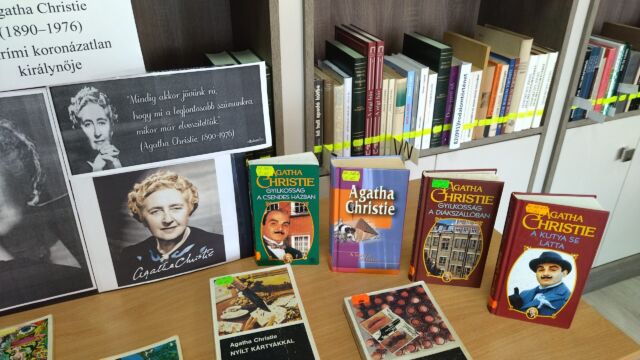 Agatha Christie
(1890–1976)
krími koronázatlan
királynője
"Mindig akkor jövünk rá,
hogy mi a legfontosabb számunkra
mikor már elveszítettük."
(Agatha Christie 1890-1976)
Agatha Christie
AGATHA
CHRISTIE
GYILKOSSÁG
A CSENDES HÁZBAN
Agatha
Christie
AGATHA
CHRISTIE
GYILKOSSÁG
A DIÁKSZÁLLÓBAN
AGATHA
CHRISTIE
A KUTYA SE
LÁTTA
Agatha Christie
NYÍLT KÁRTYÁKKAL